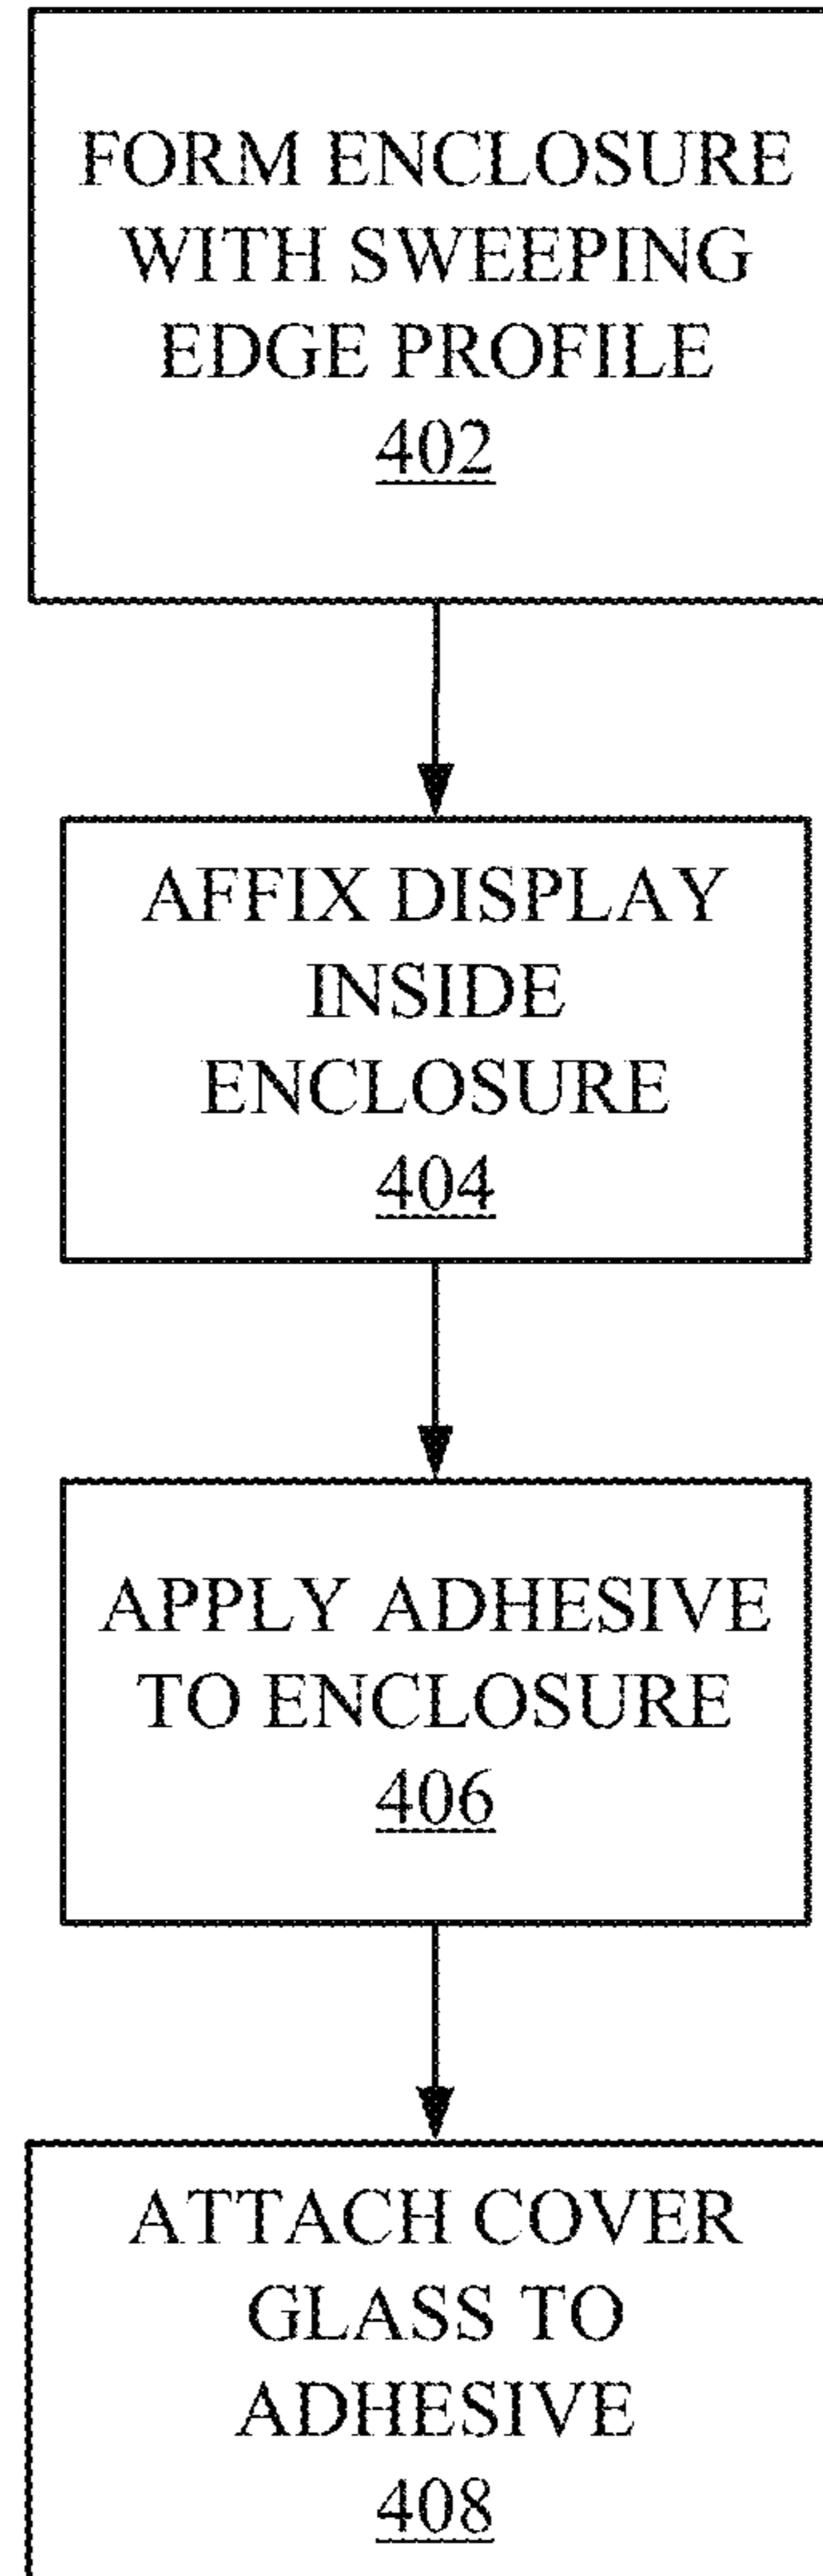 FORM ENCLOSURE
WITH SWEEPING
EDGE PROFILE
402
AFFIX DISPLAY
INSIDE
ENCLOSURE
404
APPLY ADHESIVE
TO ENCLOSURE
406
ATTACH COVER
GLASS TO
ADHESIVE
408